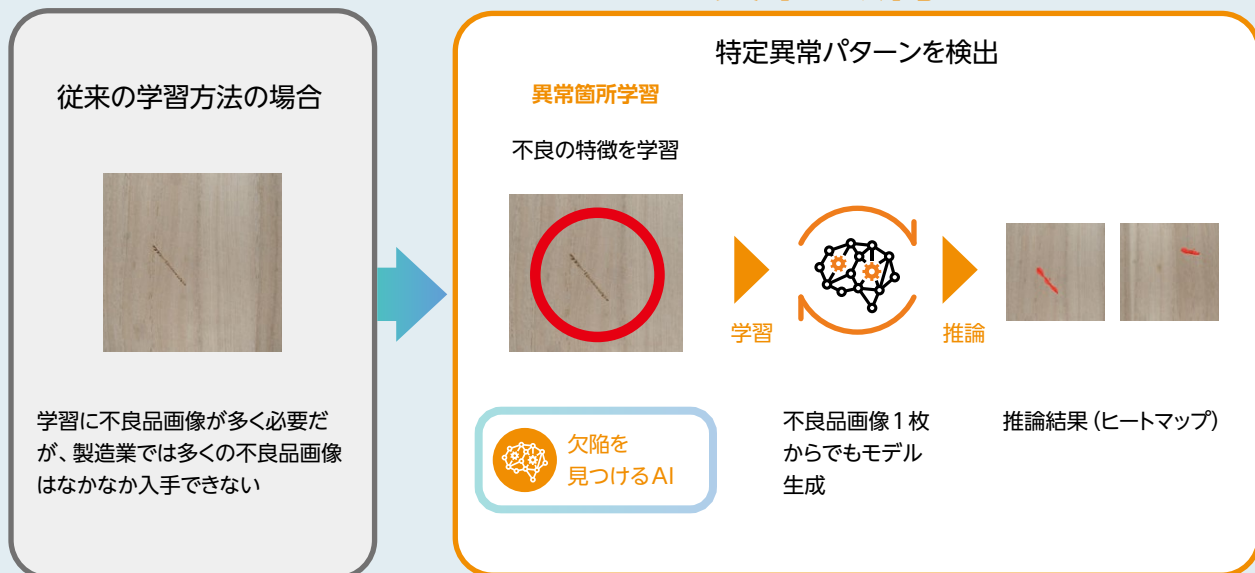 従来の学習方法の場合
学習に不良品画像が多く必要だ
が、製造業では多くの不良品画像
はなかなか入手できない
特定異常パターンを検出
異常箇所学習
不良の特徴を学習
学習
推論
欠陥を
見つけるAI
不良品画像1枚
からでもモデル
生成
推論結果(ヒートマップ)